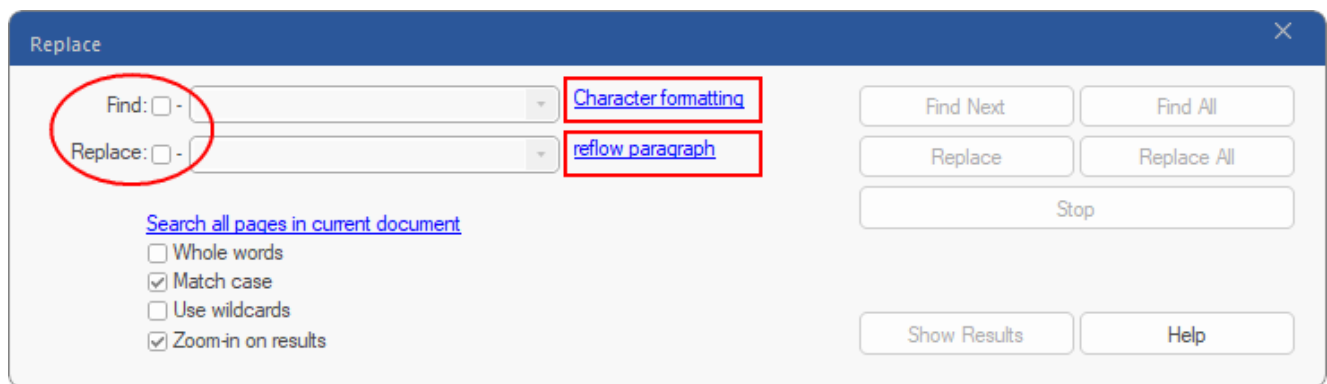 Replace
Find: - Character formatting
Replace: - reflow paragraph
Search all pages in current document
Whole words
Match case
Use wildcards
Zoom-in on results
Find Next Find All
Replace Replace All
Stop
Show Results Help